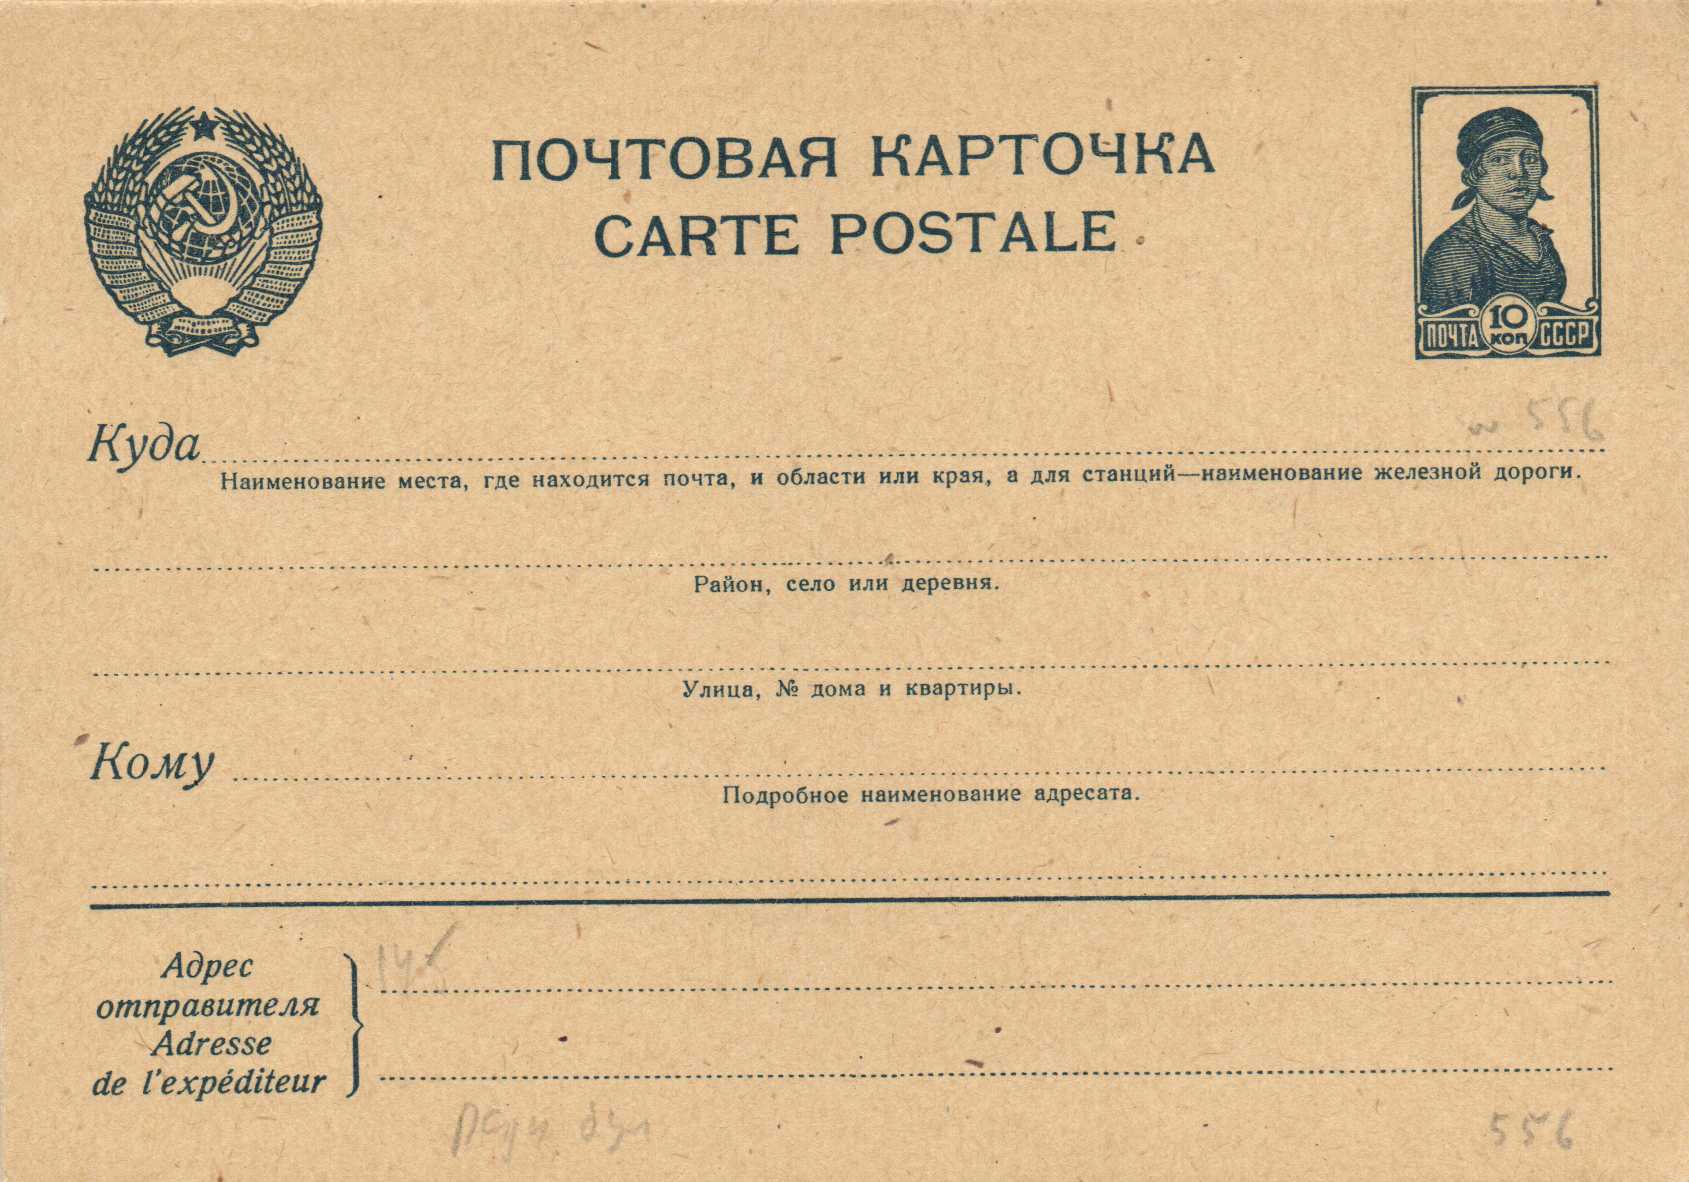 ПОЧТОВАЯ КАРТОЧКА
CARTE POSTALE
ПОЧТА 10 КОП СССР
556
Куда
Наименование места, где находится почта, и области или края, а для станций—наименование железной дороги.
Район, село или деревня.
Улица, № дома и квартиры.
Кому
Подробное наименование адресата.
Адрес
отправителя
Adresse
de l'expéditeur
556